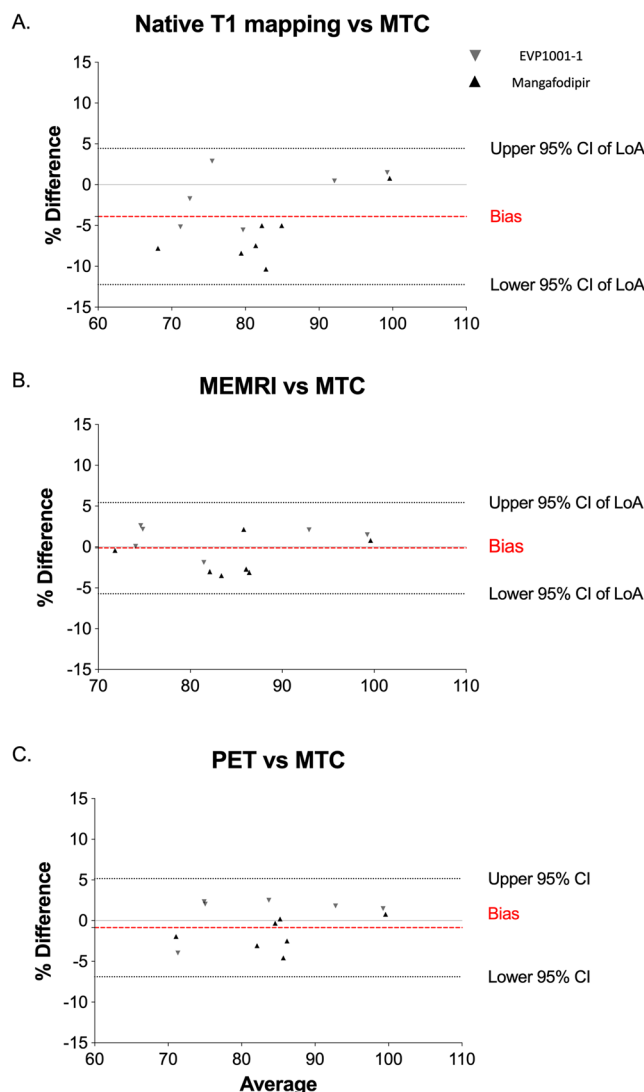 A.
Native T1 mapping vs MTC
EVP1001-1
Mangafodipir
15
10
5
0
-5
-10
-15
% Difference
Upper 95% CI of LoA
Bias
Lower 95% CI of LoA
60 70 80 90 100 110
B.
MEMRI vs MTC
15
10
5
0
-5
-10
-15
% Difference
Upper 95% CI of LoA
Bias
Lower 95% CI of LoA
70 80 90 100 110
C.
PET vs MTC
15
10
5
0
-5
-10
-15
% Difference
Upper 95% CI
Bias
Lower 95% CI
60 70 80 90 100 110
Average